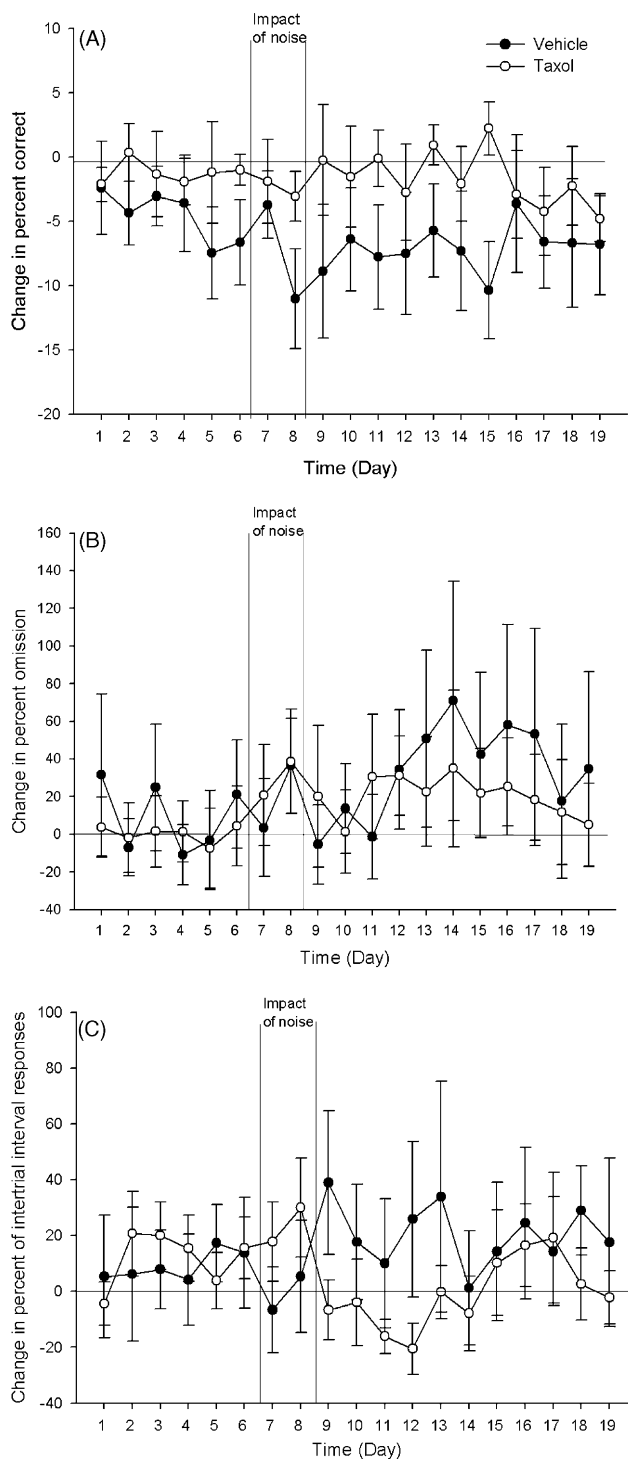 (A)
Impact
of noise
Vehicle
Taxol
Change in percent correct
10
5
0
-5
-10
-15
-20
1 2 3 4 5 6 7 8 9 10 11 12 13 14 15 16 17 18 19
Time (Day)
(B)
Impact
of noise
Change in percent omission
160
140
120
100
80
60
40
20
0
-20
-40
1 2 3 4 5 6 7 8 9 10 11 12 13 14 15 16 17 18 19
Time (Day)
(C)
Impact
of noise
Change in percent of intertrial interval responses
100
80
60
40
20
0
-20
-40
1 2 3 4 5 6 7 8 9 10 11 12 13 14 15 16 17 18 19
Time (Day)